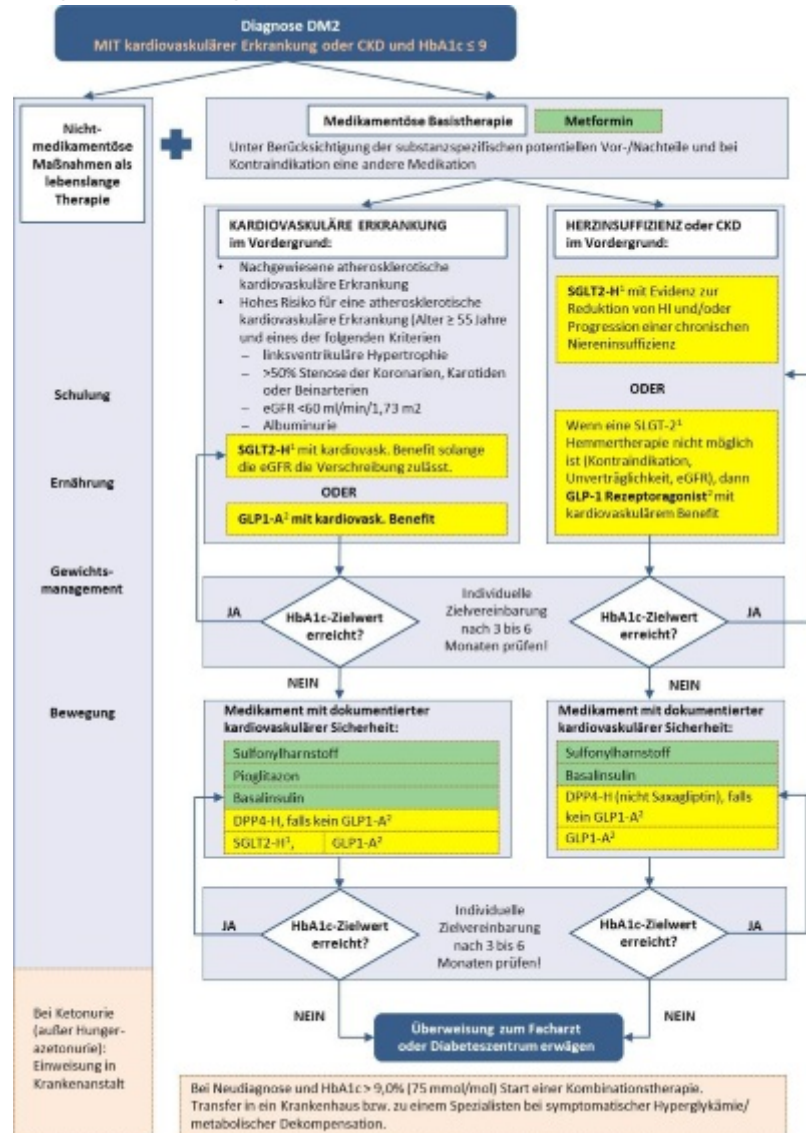 Diagnose DM2
MIT kardiovaskulärer Erkrankung oder CKD und HbA1c ≤ 9
Nicht-
medikamentöse
Maßnahmen als
lebenslange
Therapie
Medikamentöse Basistherapie
Metformin
Unter Berücksichtigung der substanzspezifischen potentiellen Vor-/Nachteile und bei
Kontraindikation eine andere Medikation
KARDIOVASKULÄRE ERKRANKUNG
im Vordergrund:
• Nachgewiesene atherosklerotische
kardiovaskuläre Erkrankung
• Hohes Risiko für eine atherosklerotische
kardiovaskuläre Erkrankung (Alter ≥ 55 Jahre
und eines der folgenden Kriterien
– linksventrikuläre Hypertrophie
– >50% Stenose der Koronarien, Karotiden
oder Beinarterien
– eGFR <60 ml/min/1,73 m2
– Albuminurie
SGLT2-H¹ mit kardiovask. Benefit solange
die eGFR die Verschreibung zulässt.
ODER
GLP1-A² mit kardiovask. Benefit
HERZINSUFFIZIENZ oder CKD
im Vordergrund:
SGLT2-H¹ mit Evidenz zur
Reduktion von HI und/oder
Progression einer chronischen
Niereninsuffizienz
ODER
Wenn eine SLGT-2¹
Hemmertherapie nicht möglich
ist (Kontraindikation,
Unverträglichkeit, eGFR), dann
GLP-1 Rezeptoragonist² mit
kardiovaskulärem Benefit
Schulung
Ernährung
Gewichts-
management
Bewegung
JA
HbA1c-Zielwert
erreicht?
Individuelle
Zielvereinbarung
nach 3 bis 6
Monaten prüfen!
HbA1c-Zielwert
erreicht?
JA
NEIN
NEIN
Medikament mit dokumentierter
kardiovaskulärer Sicherheit:
Sulfonylharnstoff
Pioglitazon
Basalinsulin
DPP4-H, falls kein GLP1-A²
SGLT2-H¹, GLP1-A²
Medikament mit dokumentierter
kardiovaskulärer Sicherheit:
Sulfonylharnstoff
Basalinsulin
DPP4-H (nicht Saxagliptin), falls
kein GLP1-A²
GLP1-A²
JA
HbA1c-Zielwert
erreicht?
Individuelle
Zielvereinbarung
nach 3 bis 6
Monaten prüfen!
HbA1c-Zielwert
erreicht?
JA
NEIN
NEIN
Überweisung zum Facharzt
oder Diabeteszentrum erwägen
Bei Ketonurie
(außer Hunger-
azetonurie):
Einweisung in
Krankenanstalt
Bei Neudiagnose und HbA1c > 9,0% (75 mmol/mol) Start einer Kombinationstherapie.
Transfer in ein Krankenhaus bzw. zu einem Spezialisten bei symptomatischer Hyperglykämie/
metabolischer Dekompensation.